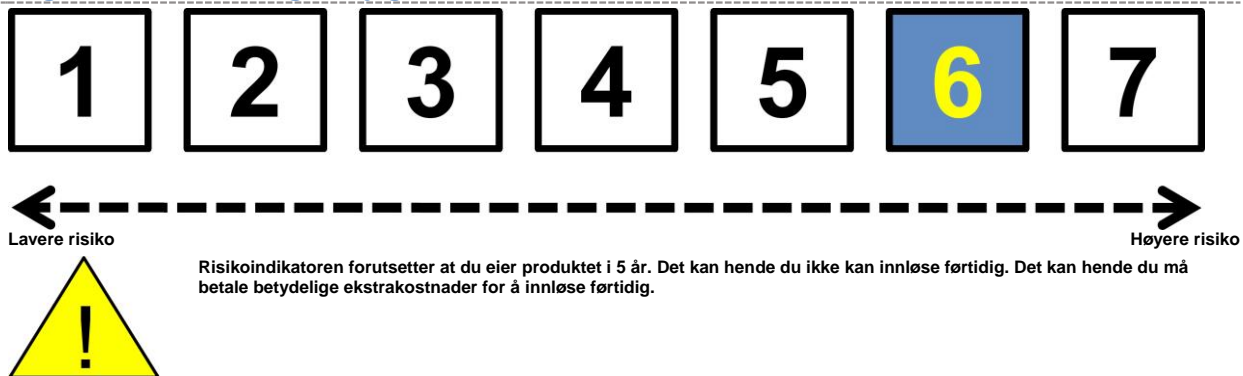 1 2 3 4 5 6 7
Lavere risiko Høyere risiko
Risikoindikatoren forutsetter at du eier produktet i 5 år. Det kan hende du ikke kan innløse førtidig. Det kan hende du må
betale betydelige ekstrakostnader for å innløse førtidig.
!